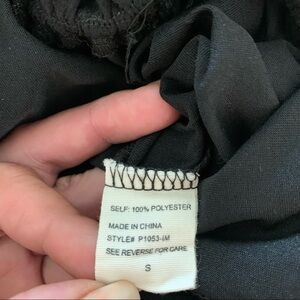 SELF: 100% POLYESTER
MADE IN CHINA
STYLE# P1053-IM
SEE REVERSE FOR CARE
S